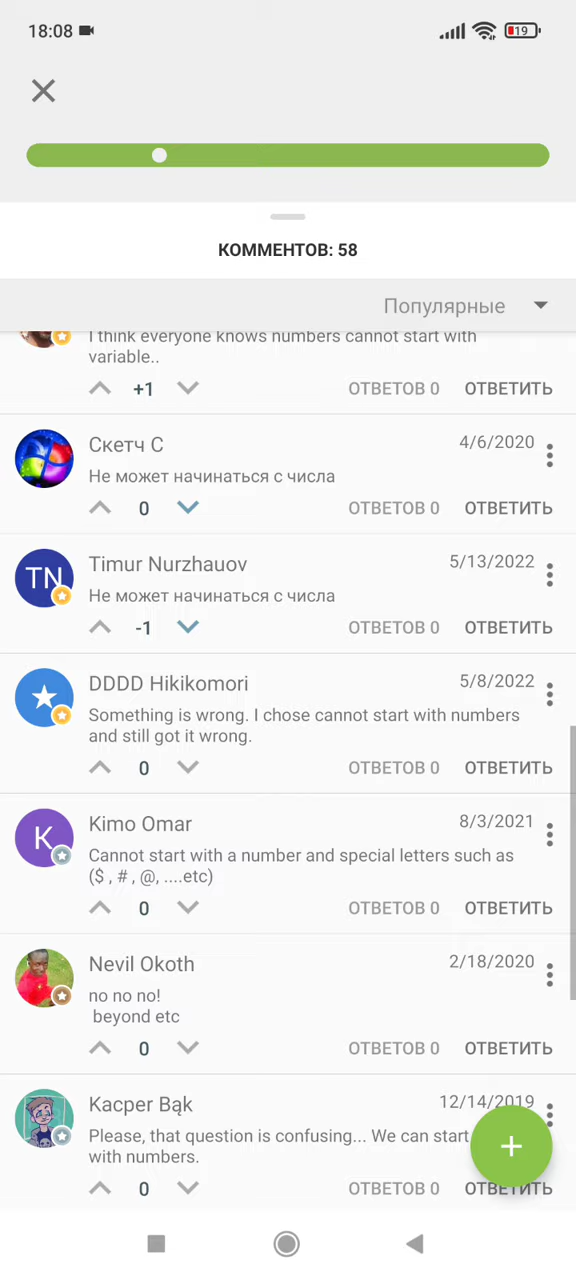 18:08
19
КОММЕНТОВ: 58
Популярные
I think everyone knows numbers cannot start with
variable..
+1 ОТВЕТОВ 0 ОТВЕТИТЬ
Скетч С 4/6/2020
Не может начинаться с числа
0 ОТВЕТОВ 0 ОТВЕТИТЬ
TN Timur Nurzhauov 5/13/2022
Не может начинаться с числа
-1 ОТВЕТОВ 0 ОТВЕТИТЬ
DDDD Hikikomori 5/8/2022
Something is wrong. I chose cannot start with numbers
and still got it wrong.
0 ОТВЕТОВ 0 ОТВЕТИТЬ
K Kimo Omar 8/3/2021
Cannot start with a number and special letters such as
($ , # , @, ....etc)
0 ОТВЕТОВ 0 ОТВЕТИТЬ
Nevil Okoth 2/18/2020
no no no!
beyond etc
0 ОТВЕТОВ 0 ОТВЕТИТЬ
Kacper Bąk 12/14/2019
Please, that question is confusing... We can start
with numbers.
0 ОТВЕТОВ 0 ОТВЕТИТЬ